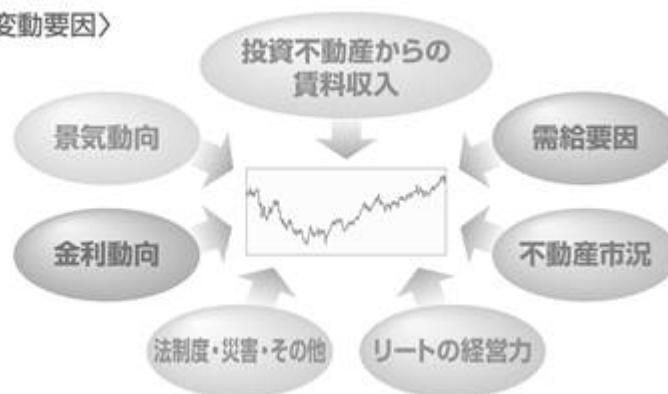 変動要因〉
投資不動産からの
賃料収入
景気動向
需給要因
金利動向
不動産市況
法制度・災害・その他
リートの経営力